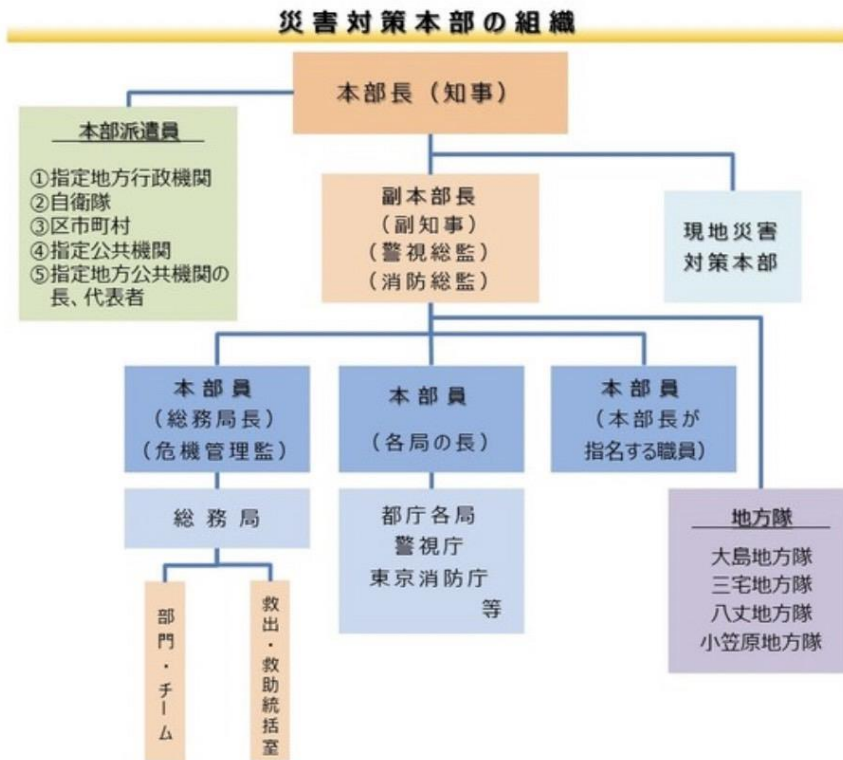 災害対策本部の組織
本部長（知事）
本部派遣員
①指定地方行政機関
②自衛隊
③区市町村
④指定公共機関
⑤指定地方公共機関の
長、代表者
副本部長
（副知事）
（警視総監）
（消防総監）
現地災害
対策本部
本部員
（総務局長）
（危機管理監）
本部員
（各局の長）
本部員
（本部長が
指名する職員）
総務局
都庁各局
警視庁
東京消防庁
等
地方隊
大島地方隊
三宅地方隊
八丈地方隊
小笠原地方隊
部門・チーム
救出・救助統括室